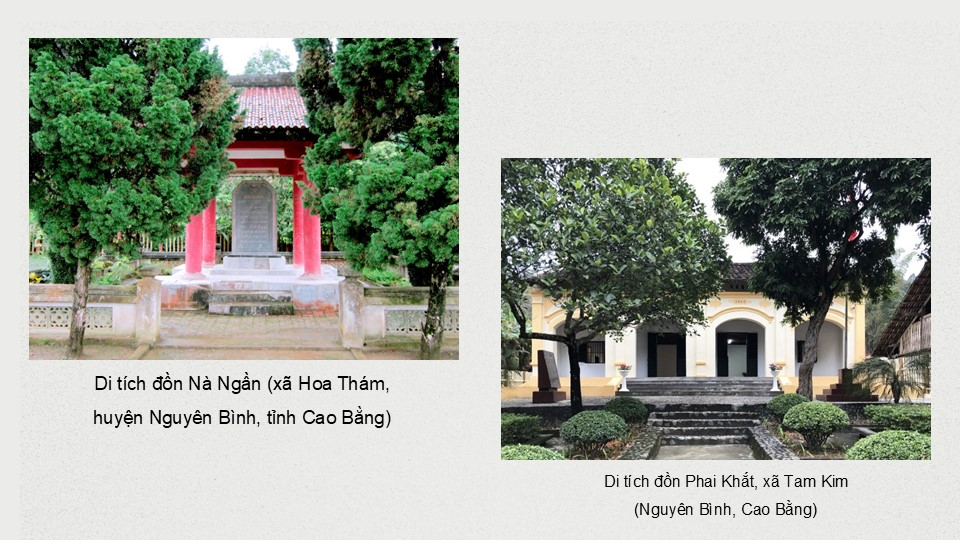 Di tích đồn Nà Ngần (xã Hoa Thám,
huyện Nguyên Bình, tỉnh Cao Bằng)
Di tích đồn Phai Khắt, xã Tam Kim
(Nguyên Bình, Cao Bằng)